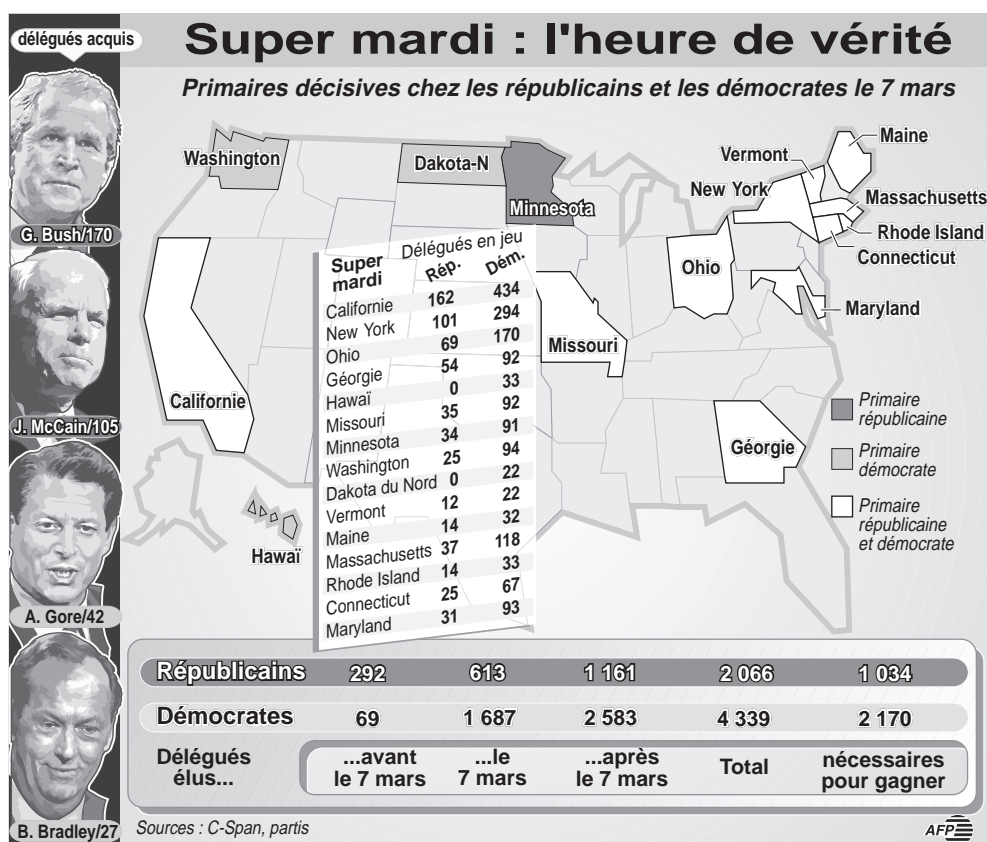 délégués acquis
Super mardi : l'heure de vérité
Primaires décisives chez les républicains et les démocrates le 7 mars
G. Bush/170
J. McCain/105
A. Gore/42
B. Bradley/27
Washington
Dakota-N
Minnesota
Vermont
Maine
New York
Massachusetts
Rhode Island
Connecticut
Ohio
Maryland
Missouri
Californie
Géorgie
Hawaï
Super mardi
Délégués en jeu
Rép. Dém.
Californie 162 434
New York 101 294
Ohio 69 170
Géorgie 54 92
Hawaï 0 33
Missouri 35 92
Minnesota 34 91
Washington 25 94
Dakota du Nord 0 22
Vermont 12 22
Maine 14 32
Massachusetts 37 118
Rhode Island 14 33
Connecticut 25 67
Maryland 31 93
Primaire
républicaine
Primaire
démocrate
Primaire
républicaine
et démocrate
Républicains 292 613 1 161 2 066 1 034
Démocrates 69 1 687 2 583 4 339 2 170
Délégués
élus...
...avant
le 7 mars
...le
7 mars
...après
le 7 mars
Total
nécessaires
pour gagner
Sources : C-Span, partis
AFP